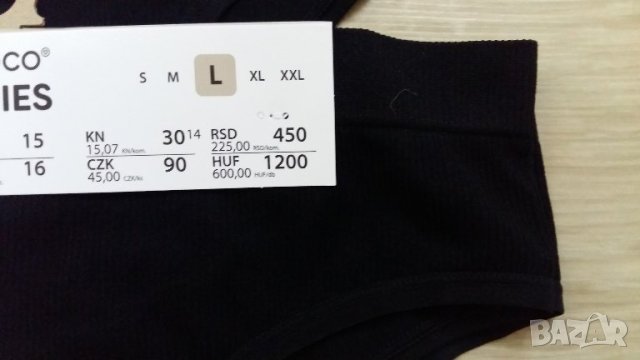 CO®
IES
S M L XL XXL
15 KN 30 14 RSD 450
15,07 KN/kom. 225,00 RSD/kom.
16 CZK 90 HUF 1200
45,00 CZK/ks 600,00 HUF/db
BAZAR